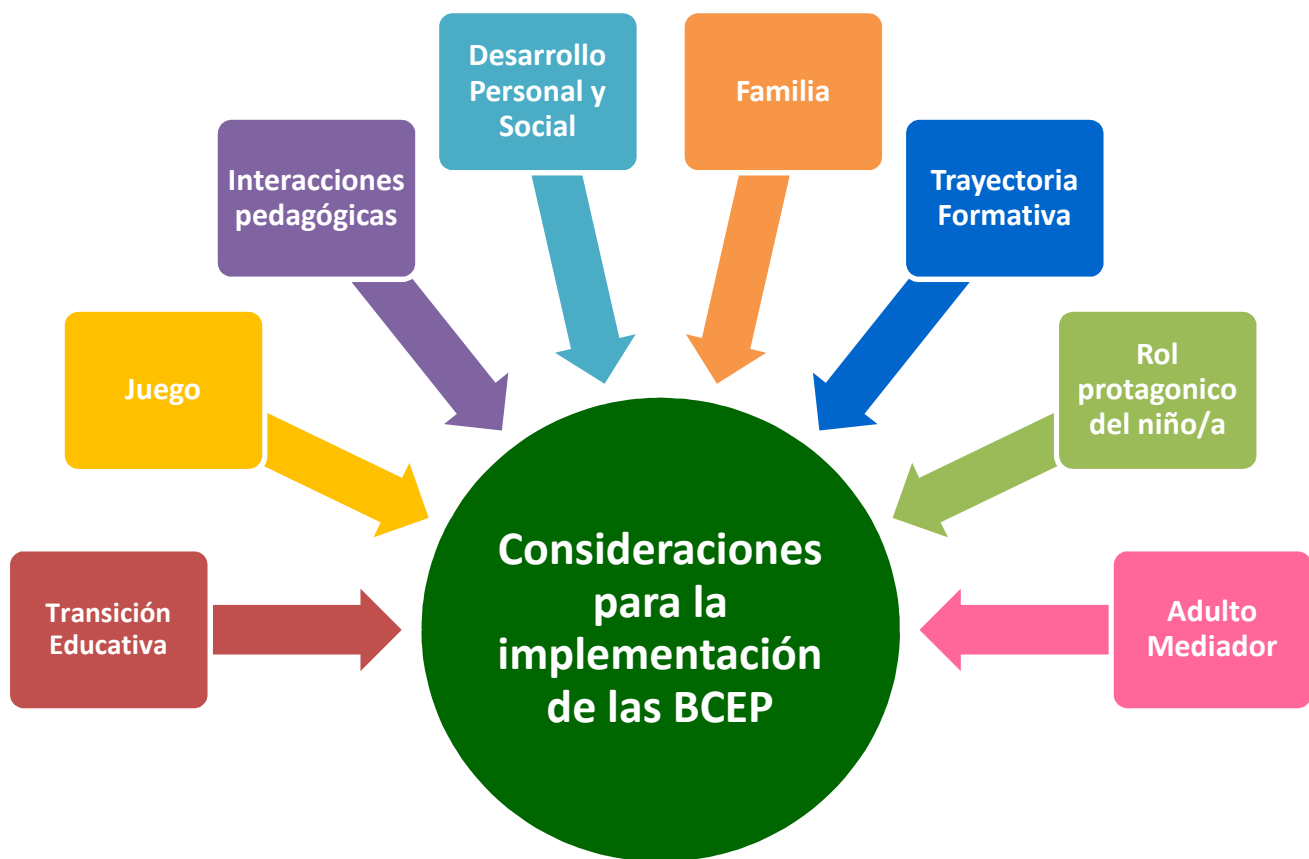 Desarrollo
Personal y
Social
Familia
Interacciones
pedagógicas
Trayectoria
Formativa
Juego
Rol
protagonico
del niño/a
Transición
Educativa
Adulto
Mediador
Consideraciones
para la
implementación
de las BCEP